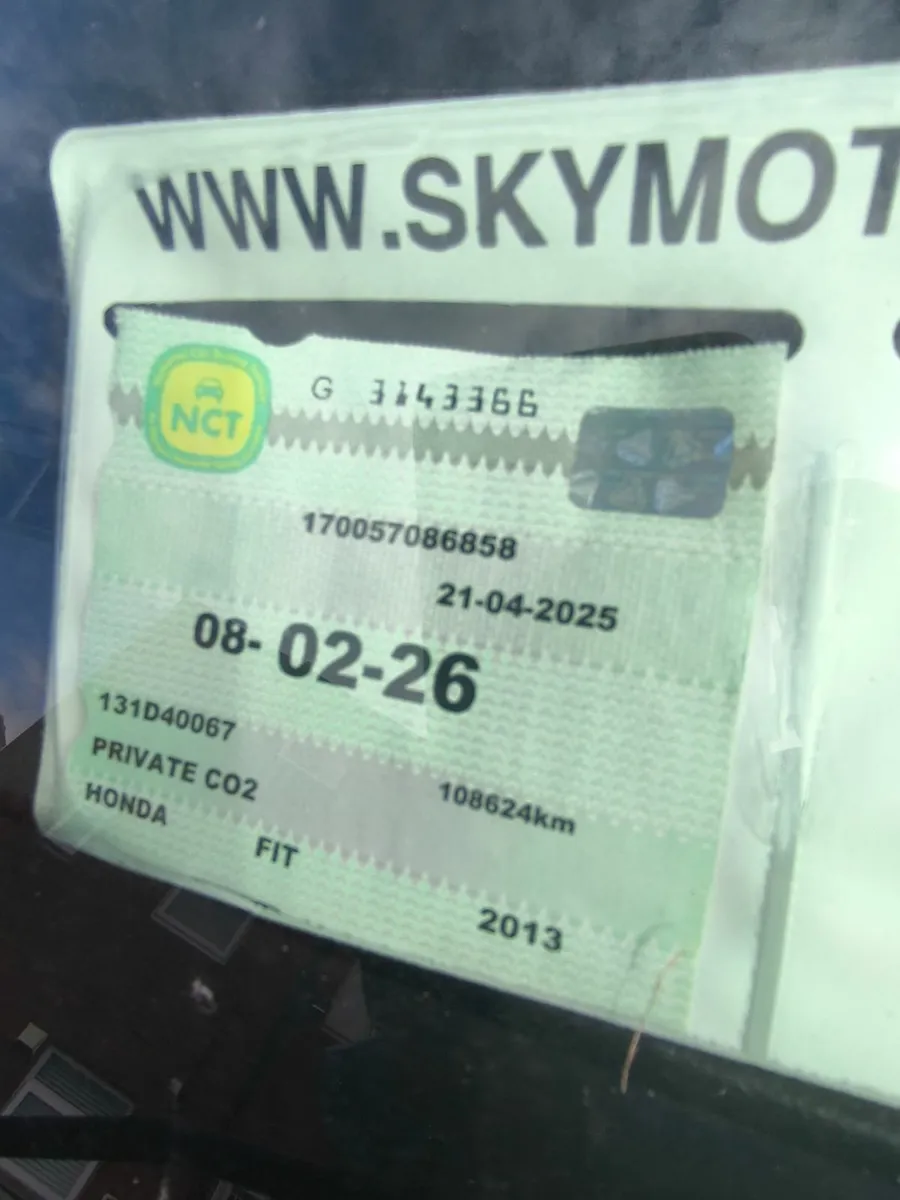 WWW.SKYMOT
NCT
G 3143366
170057086858
21-04-2025
08-02-26
131D40067
PRIVATE CO2
108624km
HONDA
FIT
2013